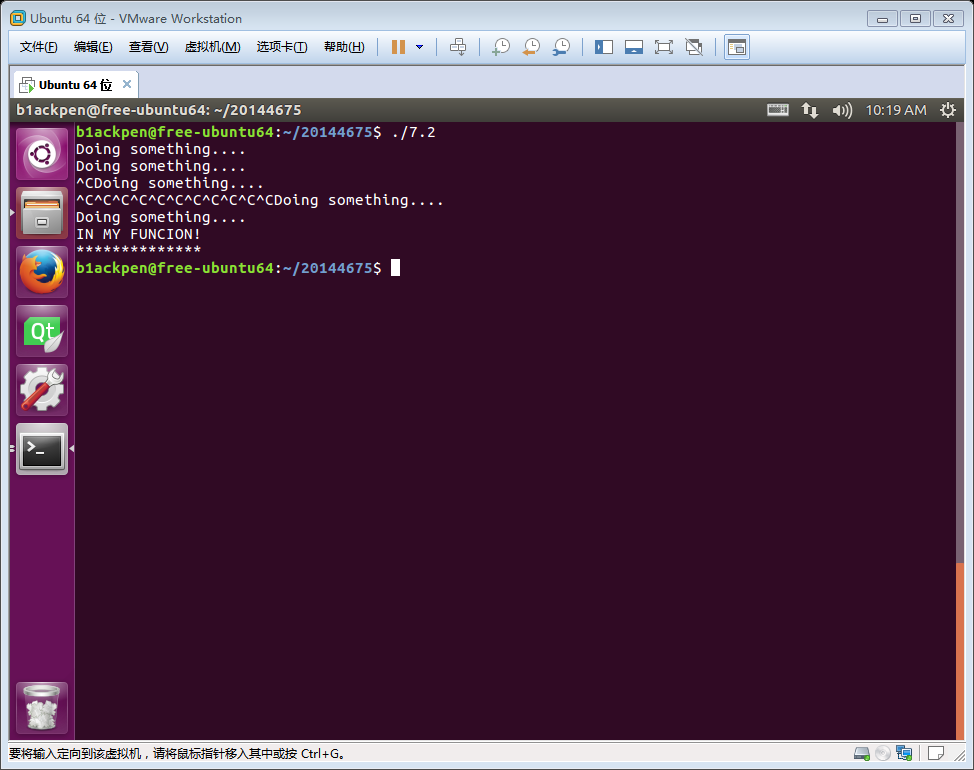 Ubuntu 64 位 - VMware Workstation
文件(F) 编辑(E) 查看(V) 虚拟机(M) 选项卡(T) 帮助(H)
Ubuntu 64 位
b1ackpen@free-ubuntu64: ~/20144675 10:19 AM
b1ackpen@free-ubuntu64:~/20144675$ ./7.2
Doing something....
Doing something....
^CDoing something....
^C^C^C^C^C^C^C^C^C^C^CDoing something....
Doing something....
IN MY FUNCION!
**************
b1ackpen@free-ubuntu64:~/20144675$
Qt
>_
要将输入定向到该虚拟机，请将鼠标指针移入其中或按 Ctrl+G。